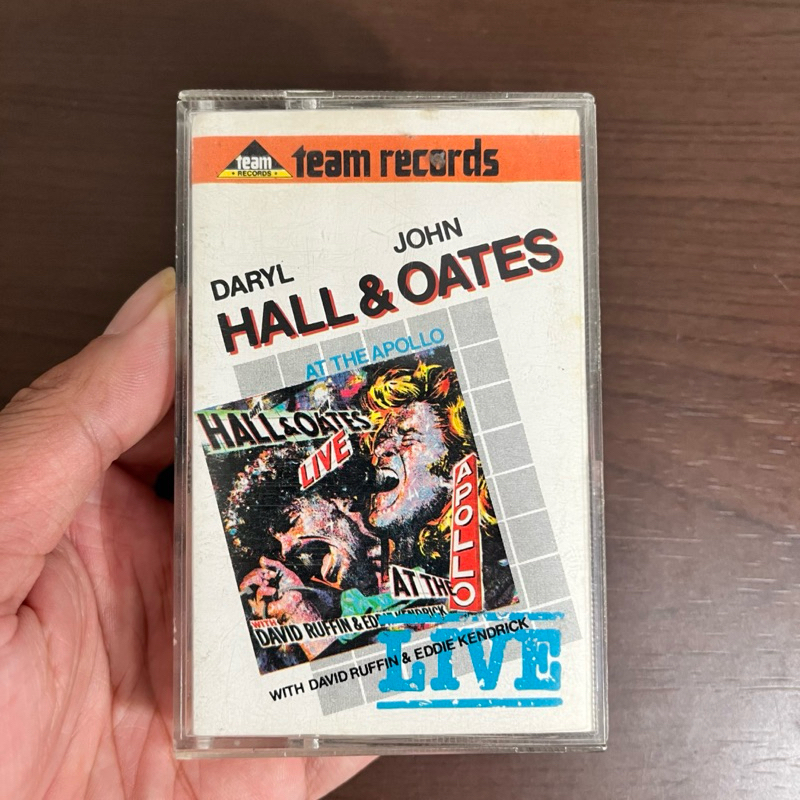 team
RECORDS
team records
DARYL
JOHN
HALL & OATES
AT THE APOLLO
HALL & OATES
LIVE
APOLLO
AT THE
WITH
DAVID RUFFIN & EDDIE KENDRICK
LIVE
WITH DAVID RUFFIN & EDDIE KENDRICK